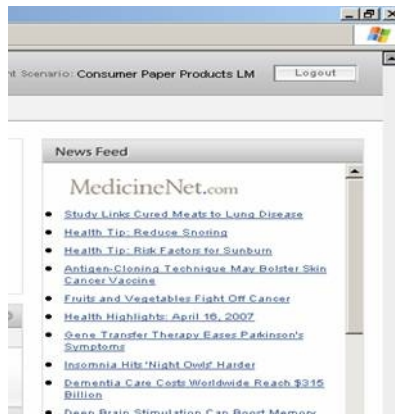 nt Scenario: Consumer Paper Products LM
Logout
News Feed
MedicineNet.com
Study Links Cured Meats to Lung Disease
Health Tip: Reduce Snoring
Health Tip: Risk Factors for Sunburn
Antigen-Cloning Technique May Bolster Skin
Cancer Vaccine
Fruits and Vegetables Fight Off Cancer
Health Highlights: April 16, 2007
Gene Transfer Therapy Eases Parkinson's
Symptoms
Insomnia Hits 'Night Owls' Harder
Dementia Care Costs Worldwide Reach $315
Billion
Deep Brain Stimulation Can Boost Memory